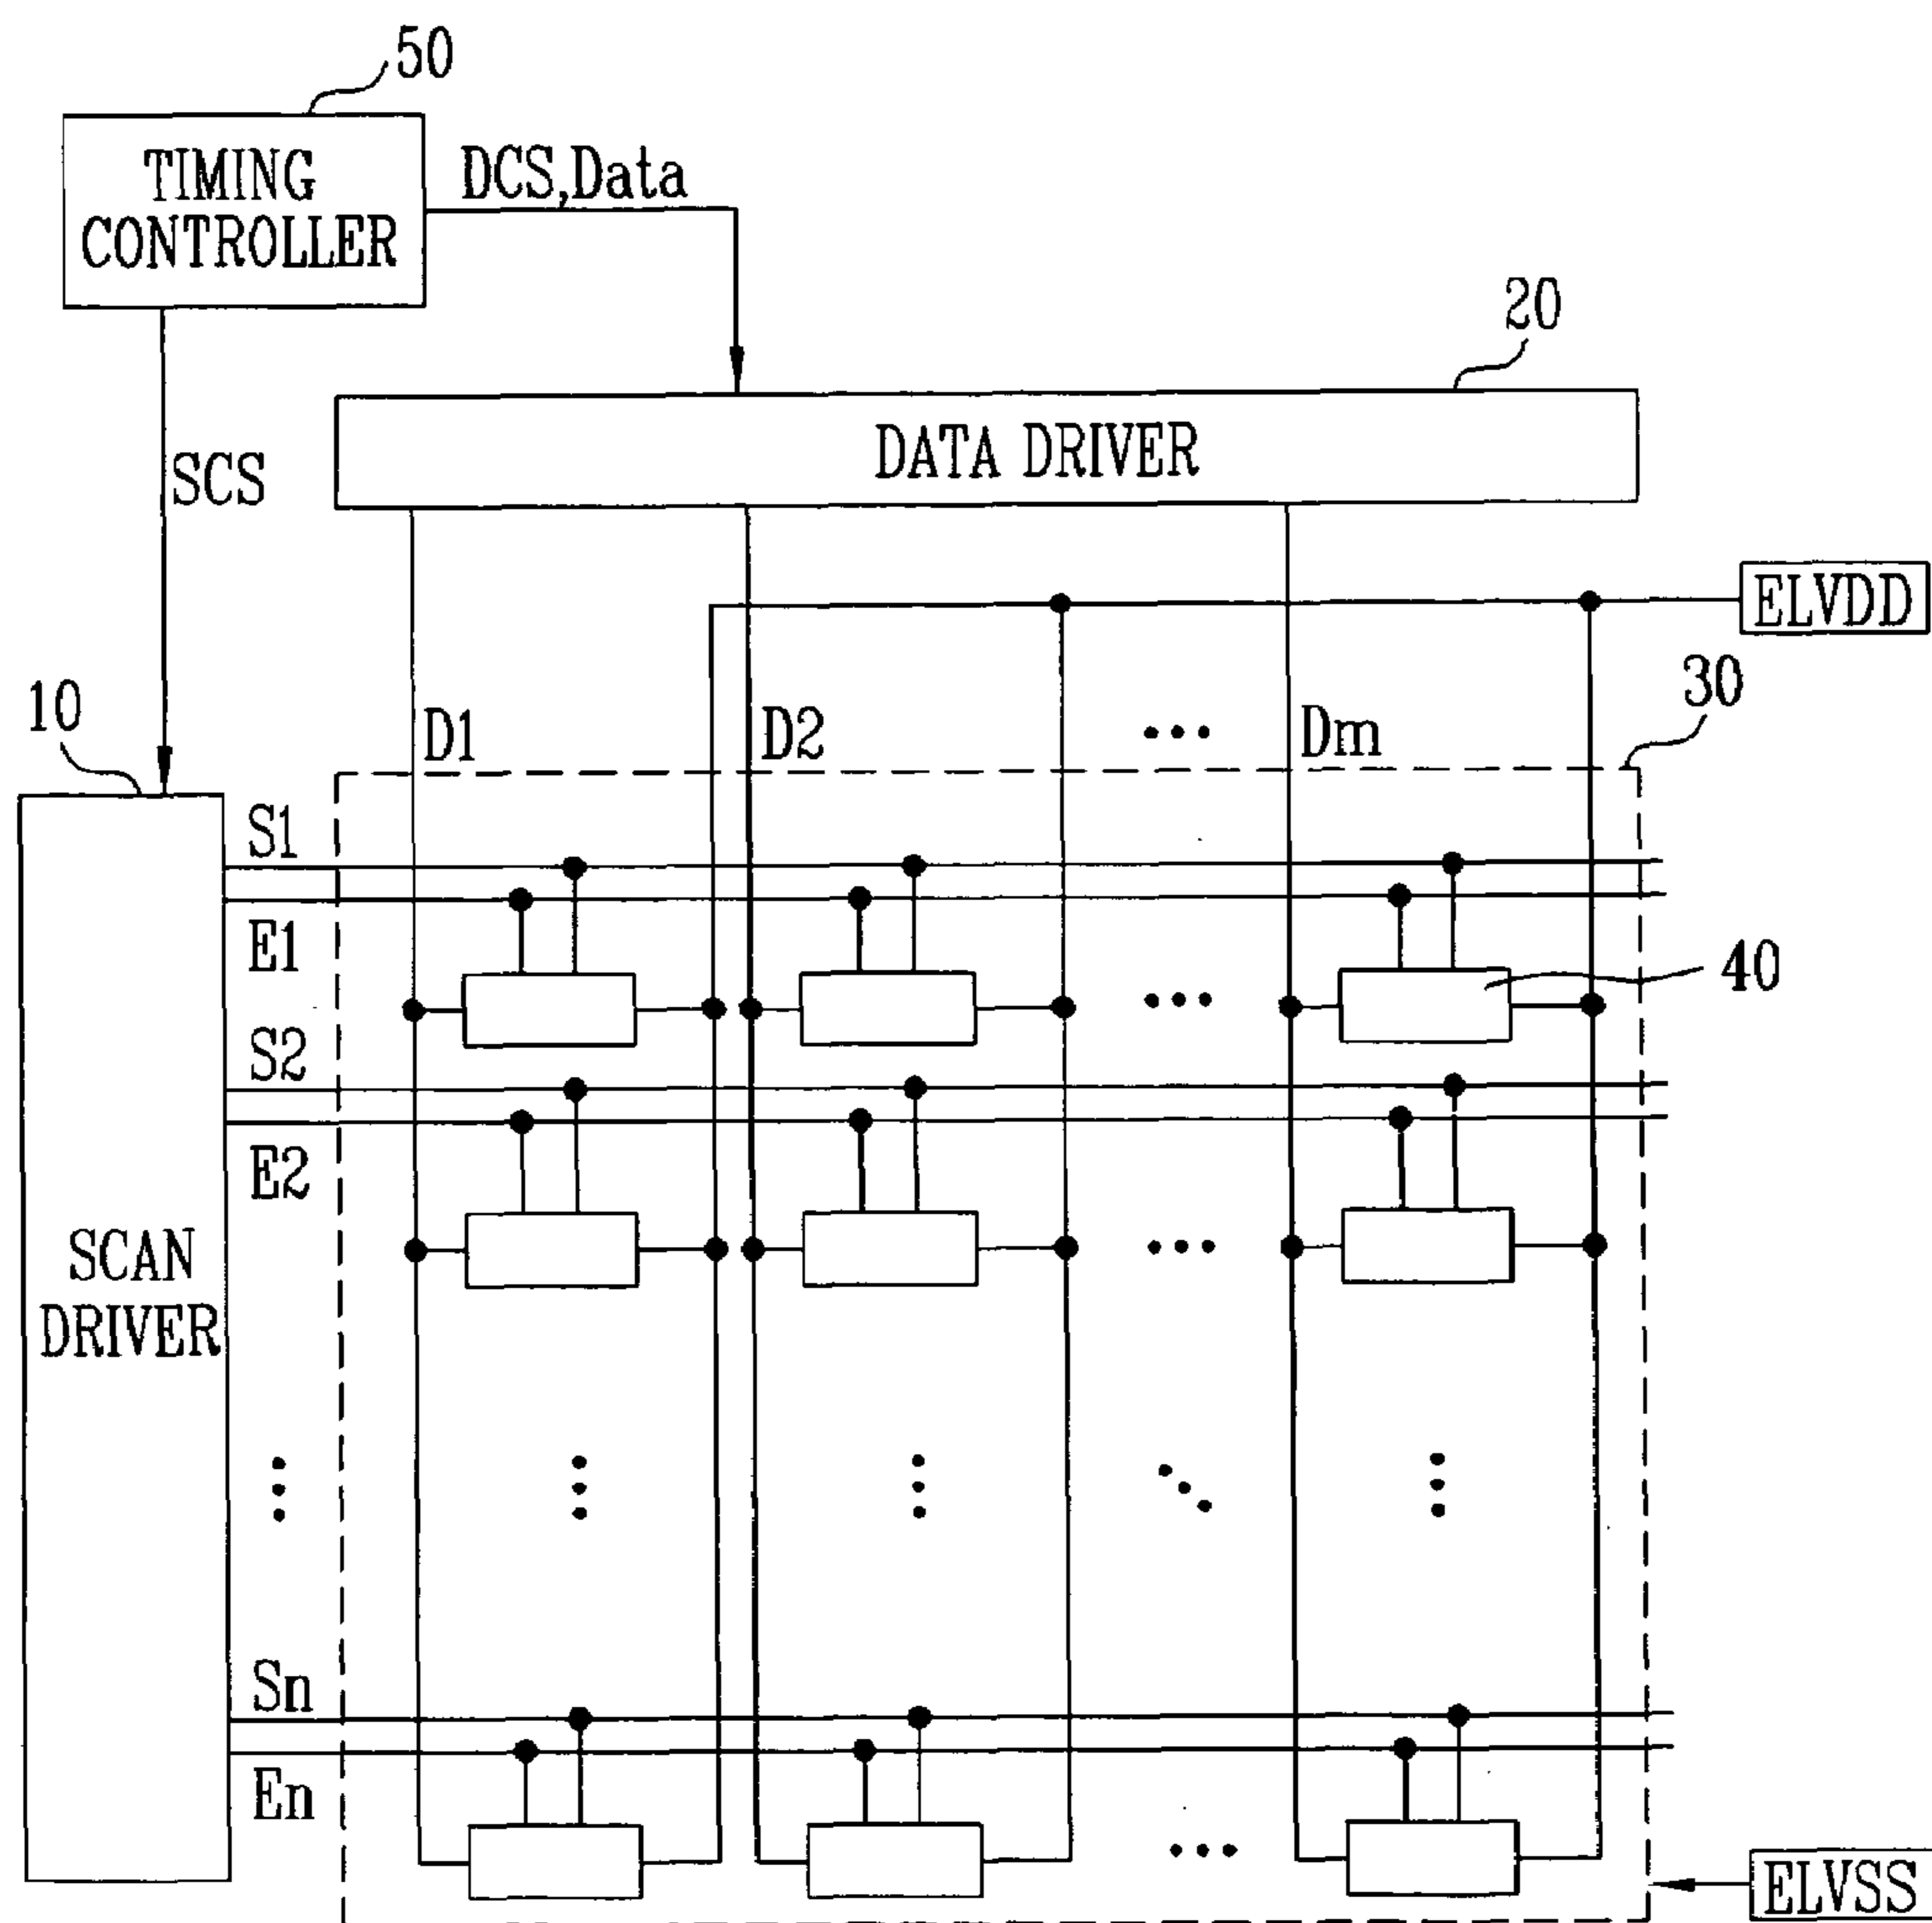 50
TIMING
CONTROLLER
DCS,Data
20
DATA DRIVER
SCS
ELVDD
30
10
D1
D2
Dm
S1
E1
40
S2
E2
SCAN
DRIVER
Sn
En
ELVSS